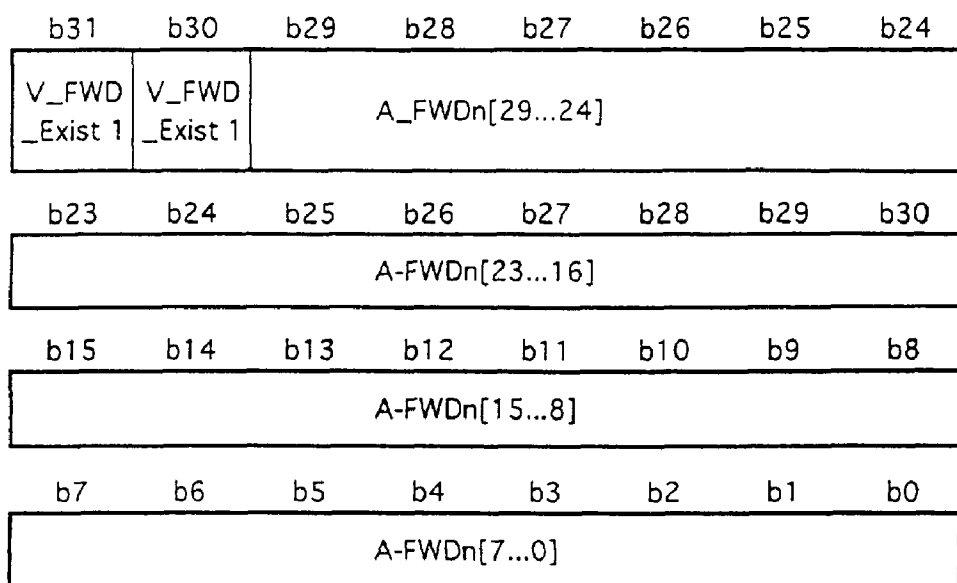 b31 b30 b29 b28 b27 b26 b25 b24
V_FWD V_FWD
_Exist 1 _Exist 1
A_FWDn[29...24]
b23 b24 b25 b26 b27 b28 b29 b30
A-FWDn[23...16]
b15 b14 b13 b12 b11 b10 b9 b8
A-FWDn[15...8]
b7 b6 b5 b4 b3 b2 b1 b0
A-FWDn[7...0]